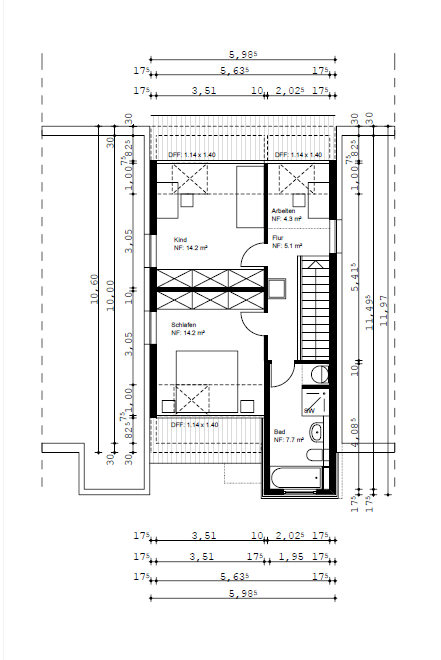 5,98⁵
17⁵ 5,63⁵ 17⁵
17⁵ 3,51 10 2,02⁵ 17⁵
30 30 30 30
82⁵ 7⁵ 1,00 3,05 10 3,05 1,00 7⁵ 82⁵ 30
10,60
10,00
30
DFF: 1.14 x 1.40 DFF: 1.14 x 1.40
Arbeiten
NF: 4.3 m²
Kind
NF: 14.2 m²
Flur
NF: 5.1 m²
Schlafen
NF: 14.2 m²
DFF: 1.14 x 1.40
SW
Bad
NF: 7.7 m²
82⁵ 7⁵ 1,00 5,41⁵ 10 4,08⁵ 17⁵
11,49⁵
17⁵
11,97
17⁵ 3,51 10 2,02⁵ 17⁵
17⁵ 3,51 17⁵ 1,95 17⁵
17⁵ 5,63⁵ 17⁵
5,98⁵